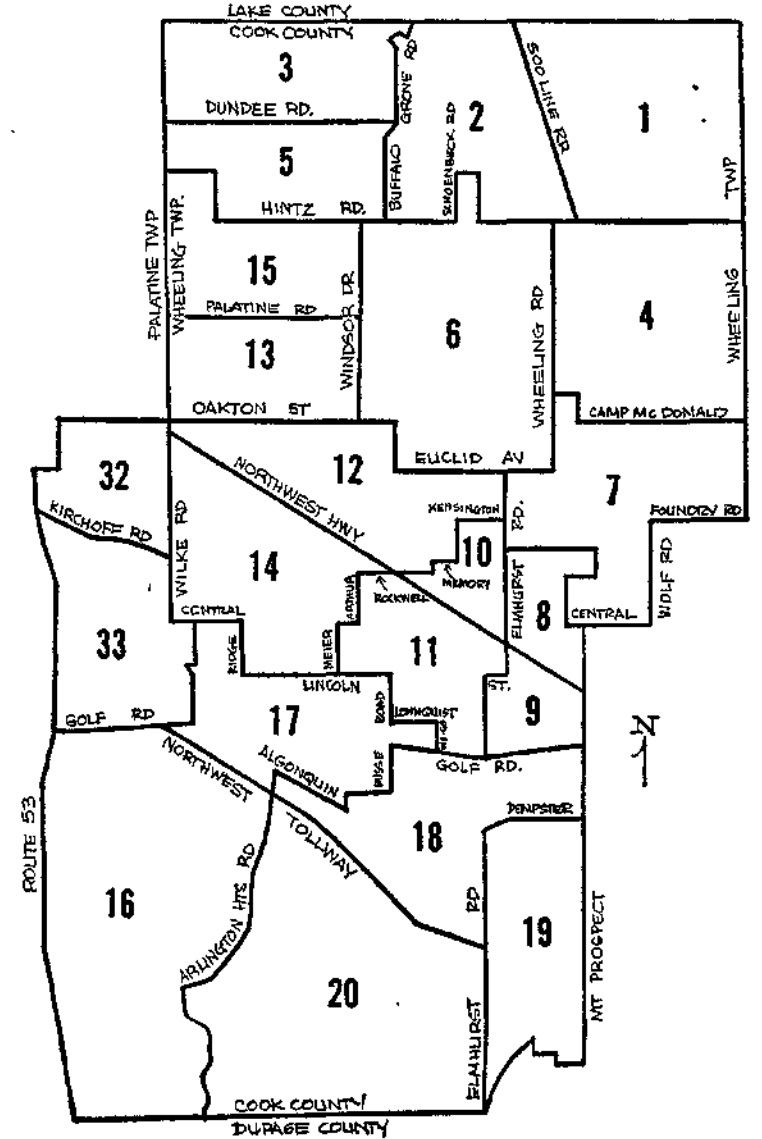 LAKE COUNTY
COOK COUNTY
3
GROVE RD
DUNDEE RD.
SCHOENBECK RD
2
SOO LINE RR
1
5
BUFFALO
TWP
HINTZ RD.
PALATINE TWP
WHEELING TWP.
15
PALATINE RD
WINDSOR DR.
13
6
WHEELING RD
4
WHEELING
OAKTON ST
CAMP McDONALD
EUCLID AV
32
12
NORTHWEST HWY
7
KIRCHOFF RD
WILKE RD
KENSINGTON
RD.
FOUNDRY RD
14
10
MEMORY
ROCKWELL
ARTHUR
ELMHURST
WOLF RD
8
CENTRAL
CENTRAL
33
RIDGE
MEIER
11
LINCOLN
ST.
17
ROAD
LONNQUIST
9
GOLF RD
NORTHWEST
ALGONQUIN
BUSSE
GOLF RD.
N
ROUTE 53
TOLLWAY
DEMPSTER
18
16
ARLINGTON HTS RD
RD
19
MT PROSPECT
20
ELMHURST
COOK COUNTY
DUPAGE COUNTY